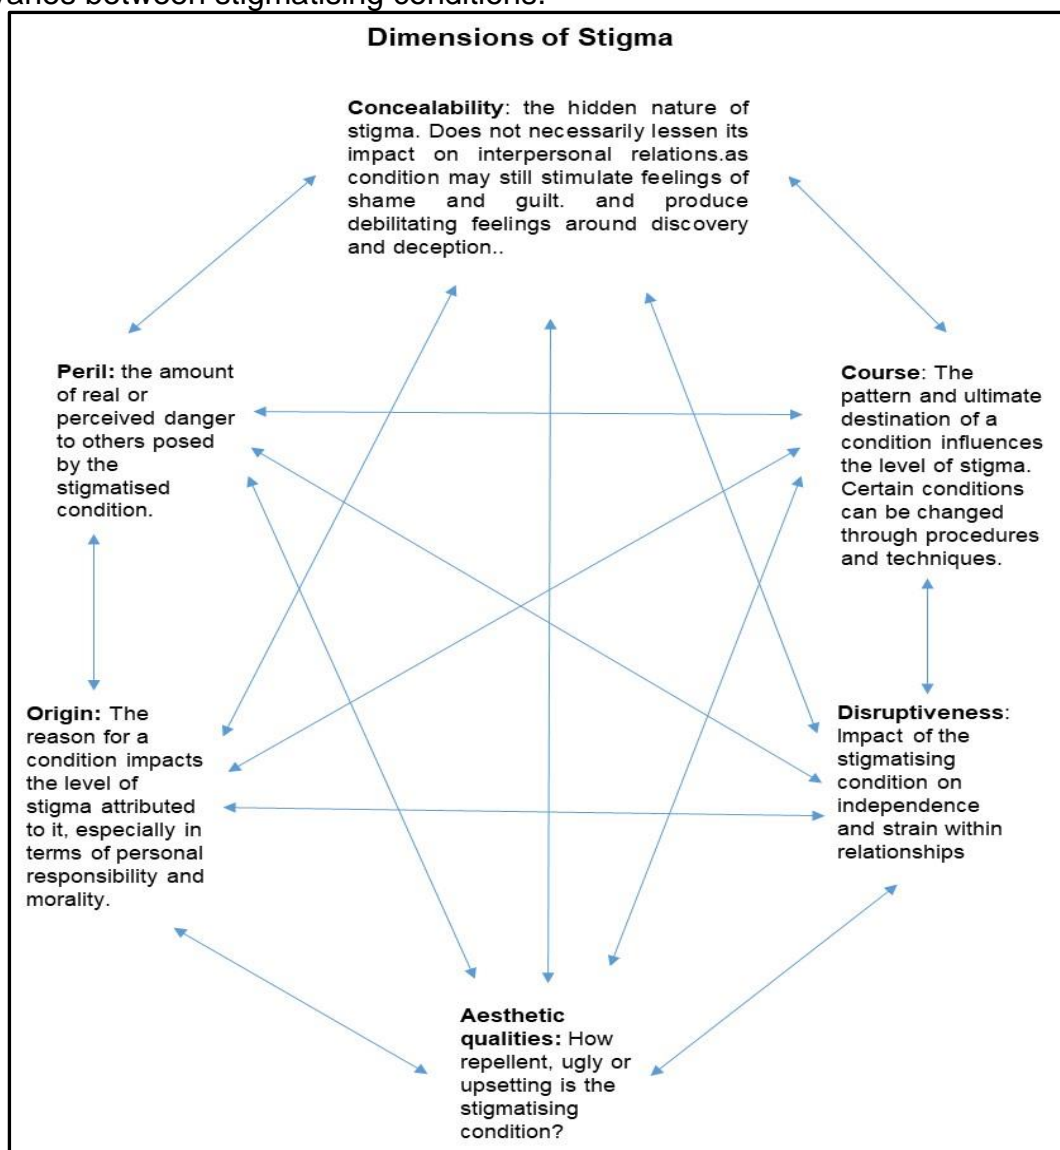 varies between stigmatising conditions.
Dimensions of Stigma
Concealability: the hidden nature of
stigma. Does not necessarily lessen its
impact on interpersonal relations.as
condition may still stimulate feelings of
shame and guilt. and produce
debilitating feelings around discovery
and deception..
Peril: the amount
of real or
perceived danger
to others posed
by the
stigmatised
condition.
Course: The
pattern and ultimate
destination of a
condition influences
the level of stigma.
Certain conditions
can be changed
through procedures
and techniques.
Origin: The
reason for a
condition impacts
the level of
stigma attributed
to it, especially in
terms of personal
responsibility and
morality.
Disruptiveness:
Impact of the
stigmatising
condition on
independence
and strain within
relationships
Aesthetic
qualities: How
repellent, ugly or
upsetting is the
stigmatising
condition?